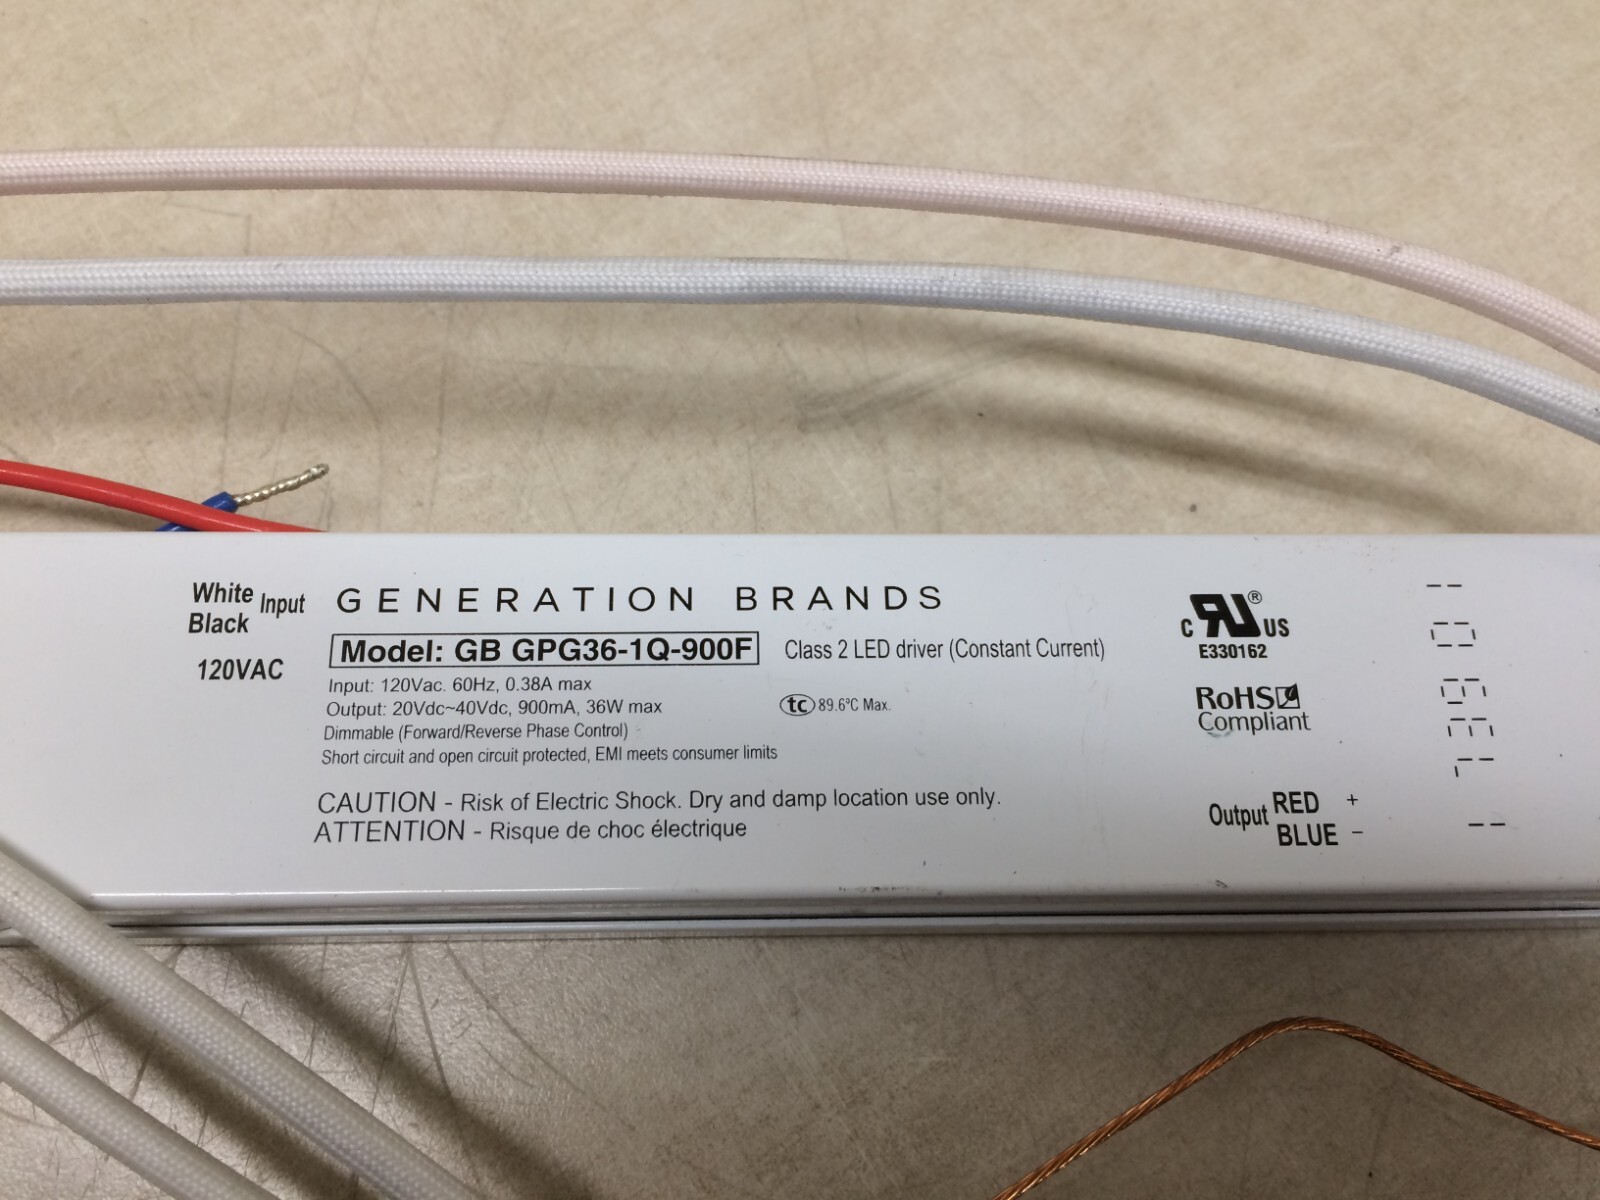 White
Black
Input
120VAC
GENERATION BRANDS
Model: GB GPG36-1Q-900F
Class 2 LED driver (Constant Current)
Input: 120Vac. 60Hz, 0.38A max
Output: 20Vdc~40Vdc, 900mA, 36W max
tc 89.6°C Max.
Dimmable (Forward/Reverse Phase Control)
Short circuit and open circuit protected, EMI meets consumer limits
CAUTION - Risk of Electric Shock. Dry and damp location use only.
ATTENTION - Risque de choc électrique
C RU ® US
E330162
RoHS
Compliant
Output RED +
BLUE -